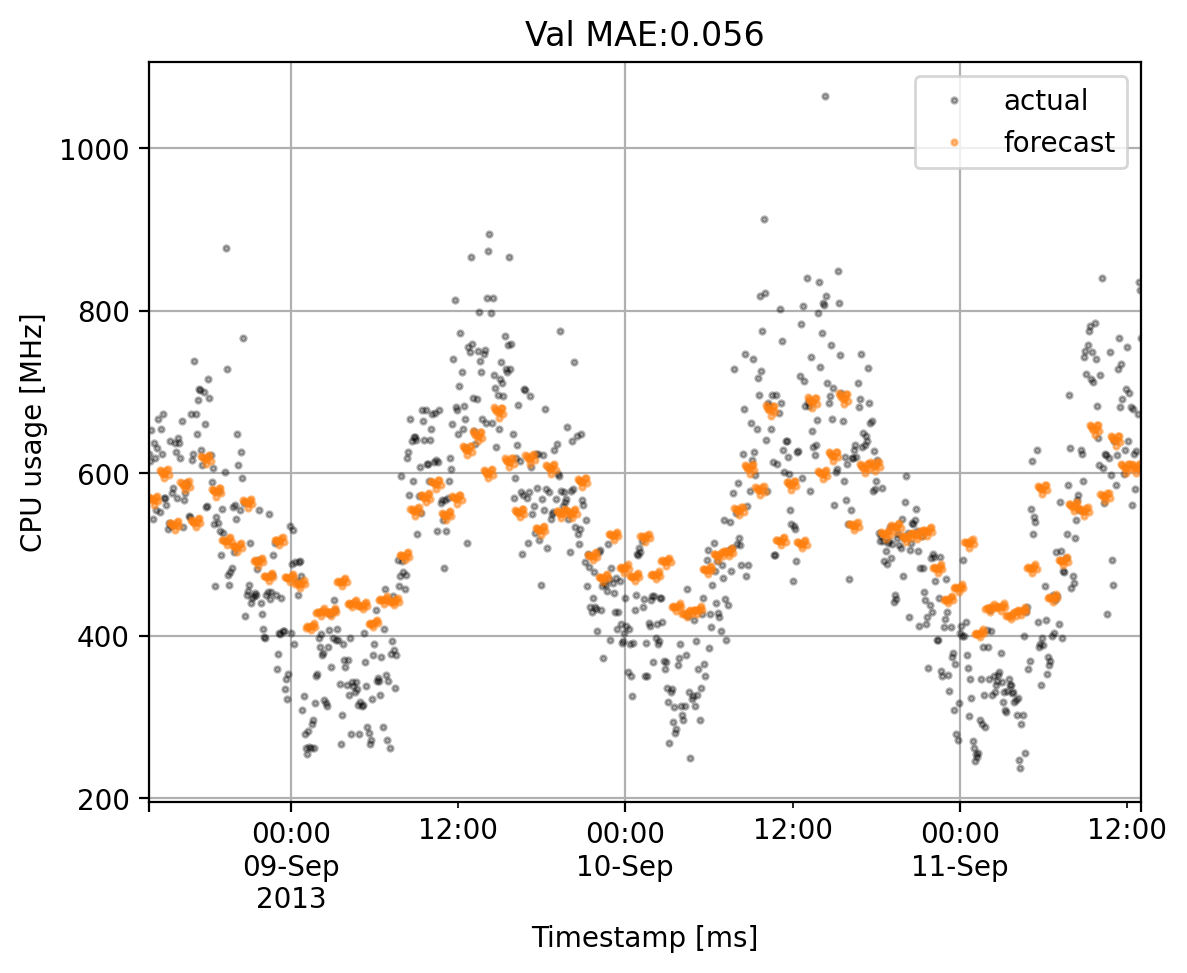 Val MAE:0.056
actual
forecast
CPU usage [MHz]
1000
800
600
400
200
00:00 12:00 00:00 12:00 00:00 12:00
09-Sep 10-Sep 11-Sep
2013
Timestamp [ms]